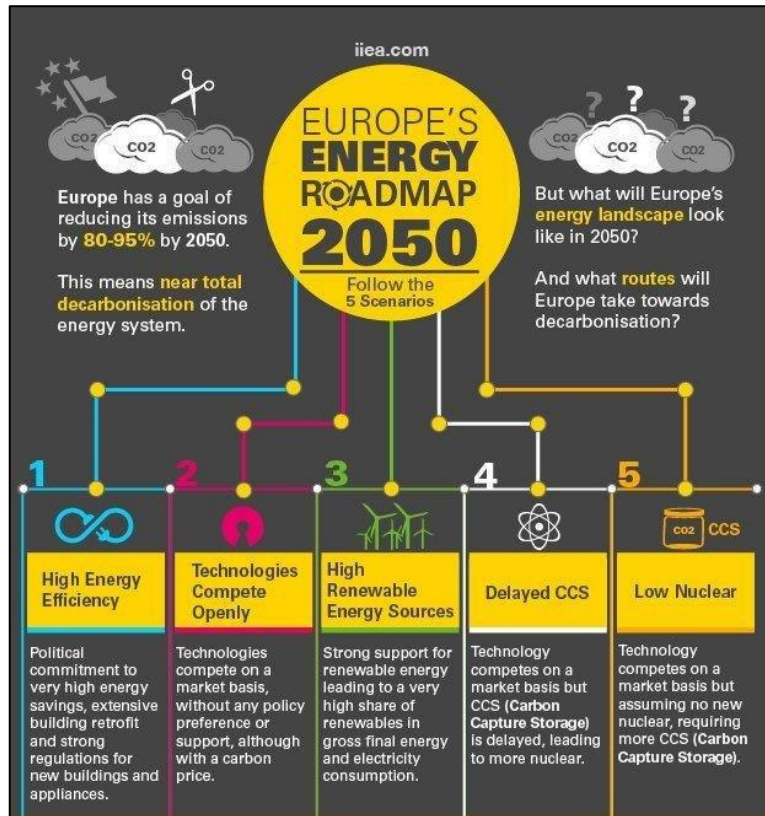 iiea.com
CO2
CO2
CO2
EUROPE'S
ENERGY
ROADMAP
2050
Follow the
5 Scenarios
? ? ?
CO2
CO2
CO2
Europe has a goal of
reducing its emissions
by 80-95% by 2050.
This means near total
decarbonisation of the
energy system.
But what will Europe's
energy landscape look
like in 2050?
And what routes will
Europe take towards
decarbonisation?
1
High Energy
Efficiency
Political
commitment to
very high energy
savings, extensive
building retrofit
and strong
regulations for
new buildings and
appliances.
2
Technologies
Compete
Openly
Technologies
compete on a
market basis,
without any policy
preference or
support, although
with a carbon
price.
3
High
Renewable
Energy Sources
Strong support for
renewable energy
leading to a very
high share of
renewables in
gross final energy
and electricity
consumption.
4
Delayed CCS
Technology
competes on a
market basis but
CCS (Carbon
Capture Storage)
is delayed, leading
to more nuclear.
5
CO2 CCS
Low Nuclear
Technology
competes on a
market basis but
assuming no new
nuclear, requiring
more CCS (Carbon
Capture Storage).